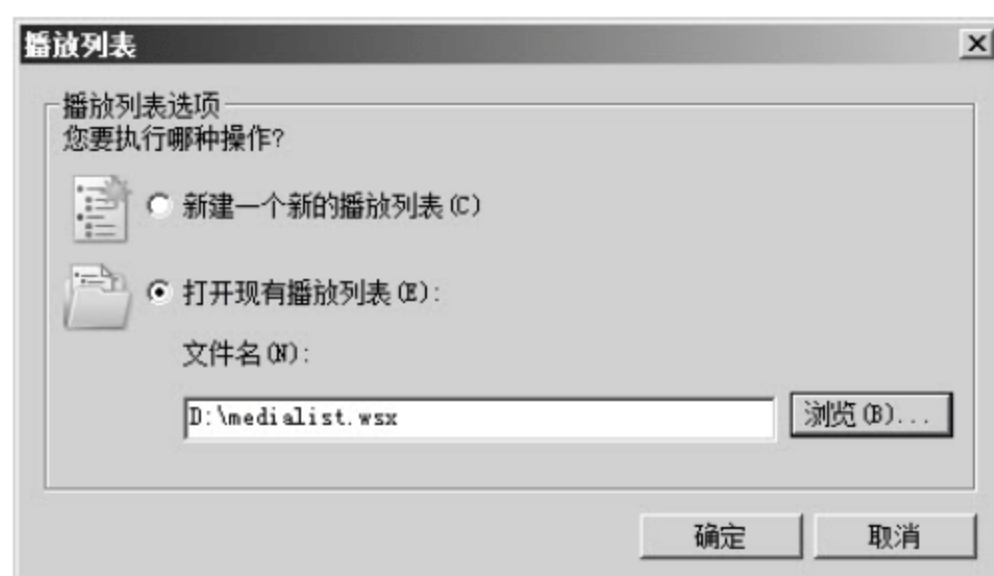 播放列表
播放列表选项
您要执行哪种操作?
新建一个新的播放列表(C)
打开现有播放列表(E):
文件名(N):
D:\medialist.wsx
浏览(B)...
确定
取消